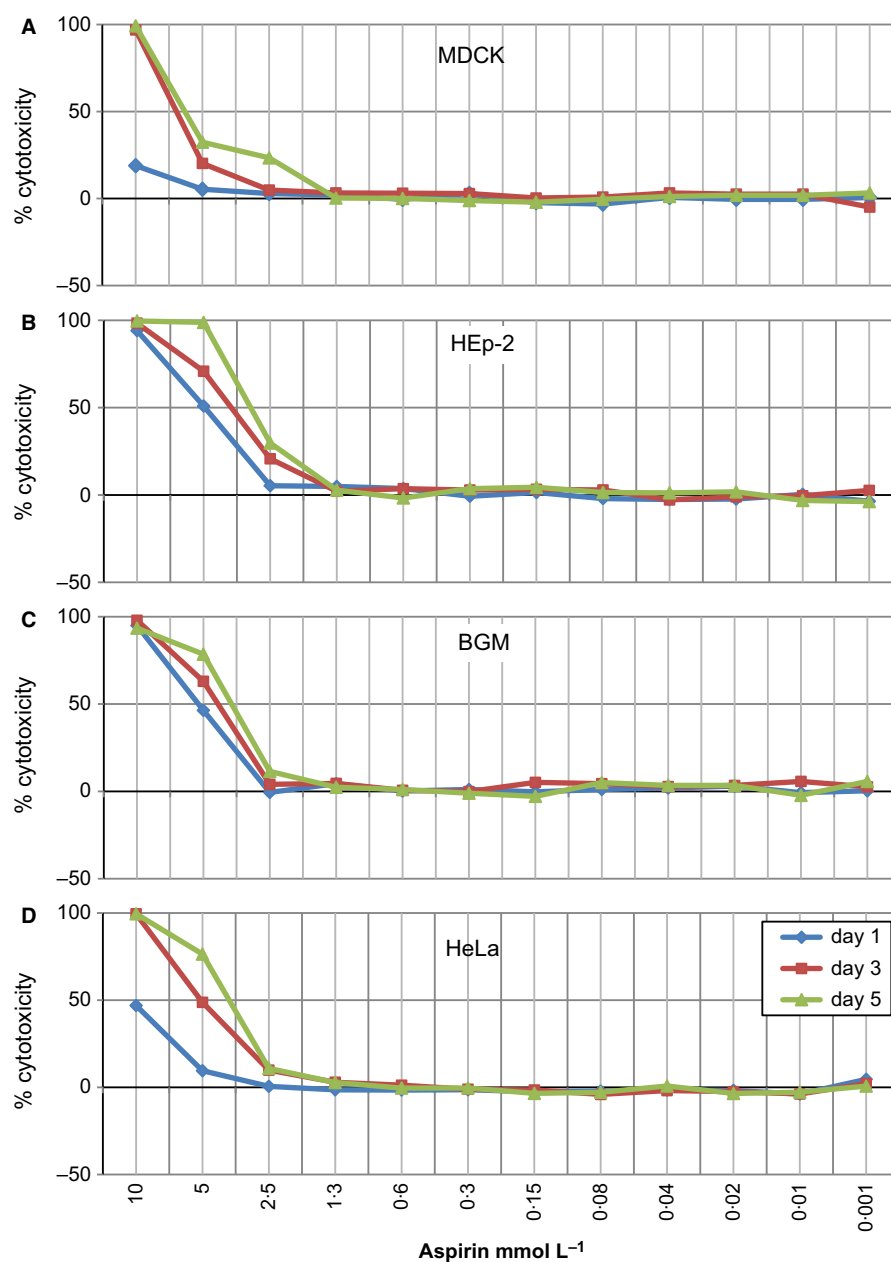 A
MDCK
% cytotoxicity
100
50
0
–50
B
HEp-2
% cytotoxicity
100
50
0
–50
C
BGM
% cytotoxicity
100
50
0
–50
D
HeLa
% cytotoxicity
100
50
0
–50
day 1
day 3
day 5
10 5 2·5 1·3 0·6 0·3 0·15 0·08 0·04 0·02 0·01 0·001
Aspirin mmol L⁻¹